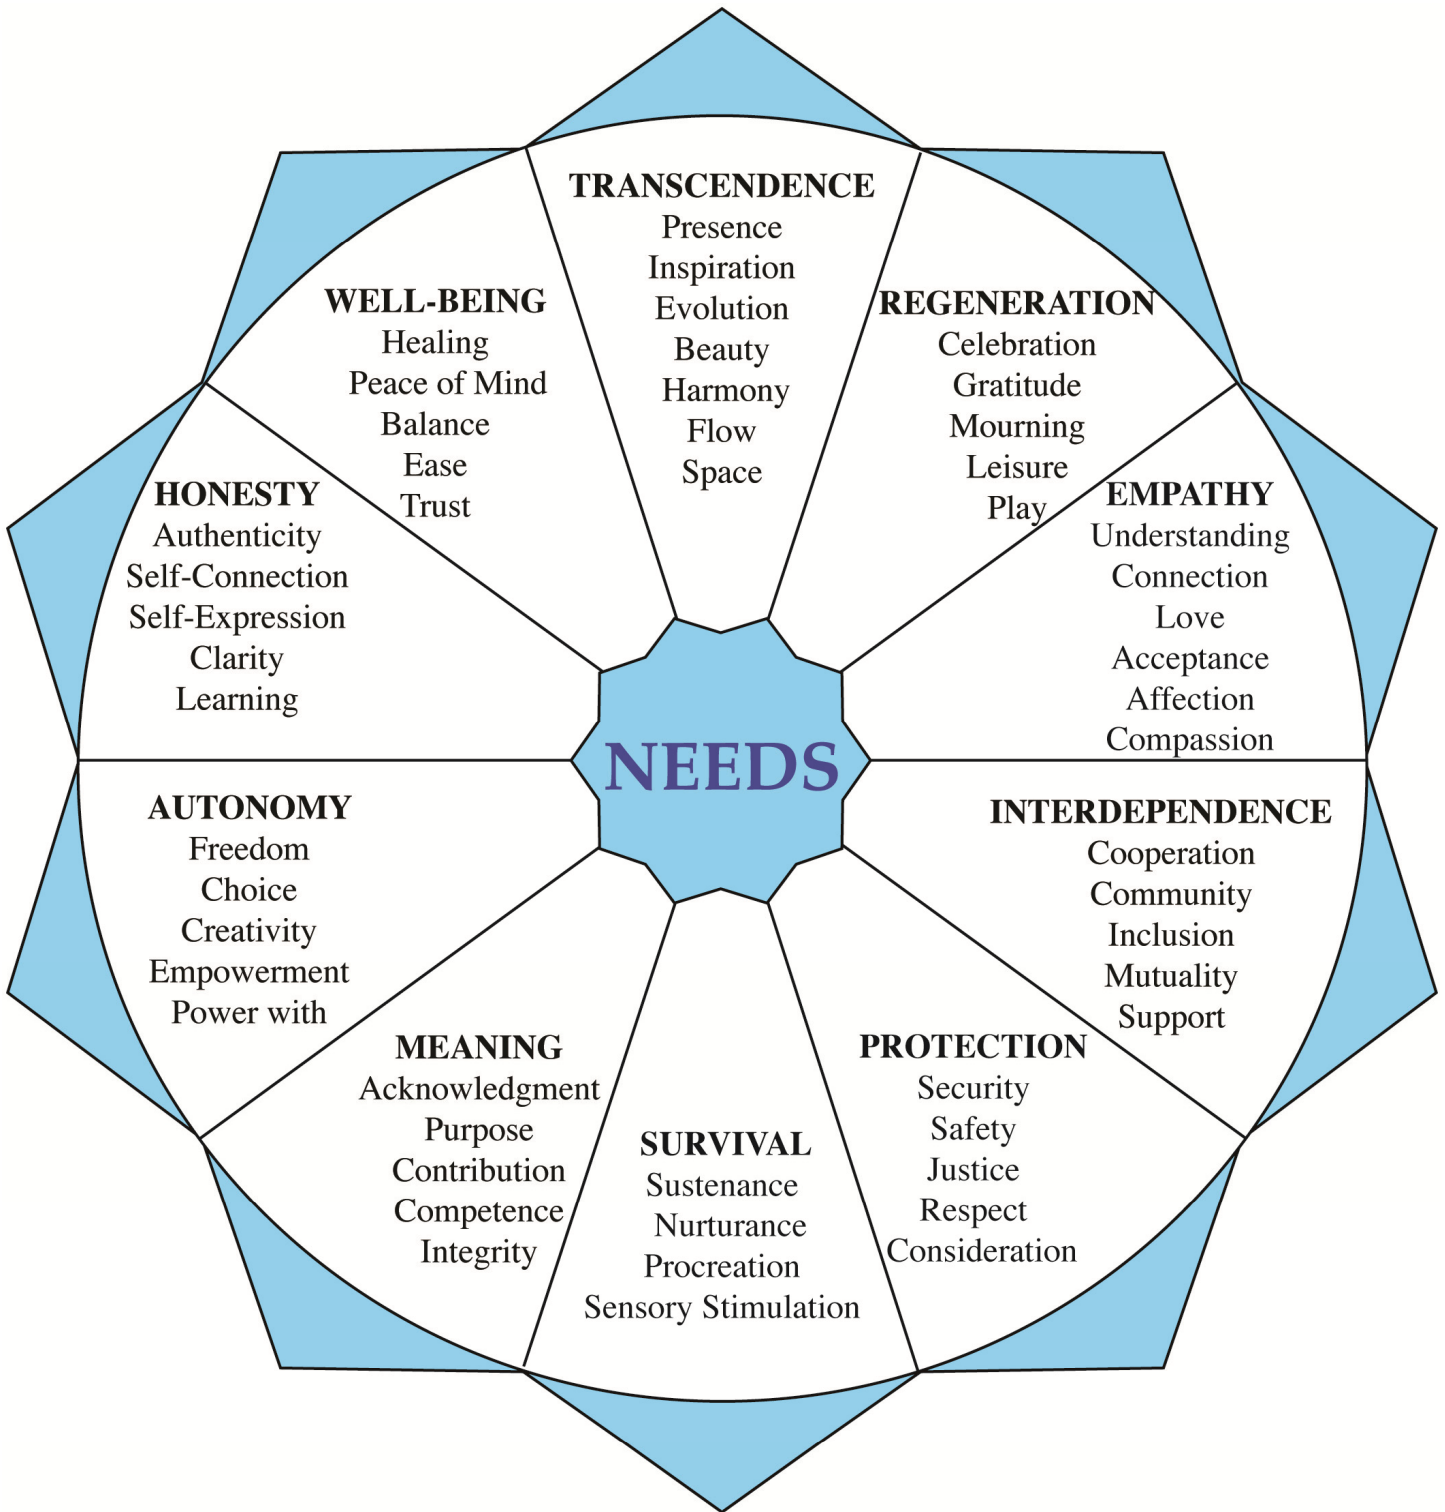 TRANSCENDENCE
Presence
Inspiration
Evolution
Beauty
Harmony
Flow
Space
REGENERATION
Celebration
Gratitude
Mourning
Leisure
Play
EMPATHY
Understanding
Connection
Love
Acceptance
Affection
Compassion
INTERDEPENDENCE
Cooperation
Community
Inclusion
Mutuality
Support
PROTECTION
Security
Safety
Justice
Respect
Consideration
SURVIVAL
Sustenance
Nurturance
Procreation
Sensory Stimulation
MEANING
Acknowledgment
Purpose
Contribution
Competence
Integrity
AUTONOMY
Freedom
Choice
Creativity
Empowerment
Power with
HONESTY
Authenticity
Self-Connection
Self-Expression
Clarity
Learning
WELL-BEING
Healing
Peace of Mind
Balance
Ease
Trust
NEEDS